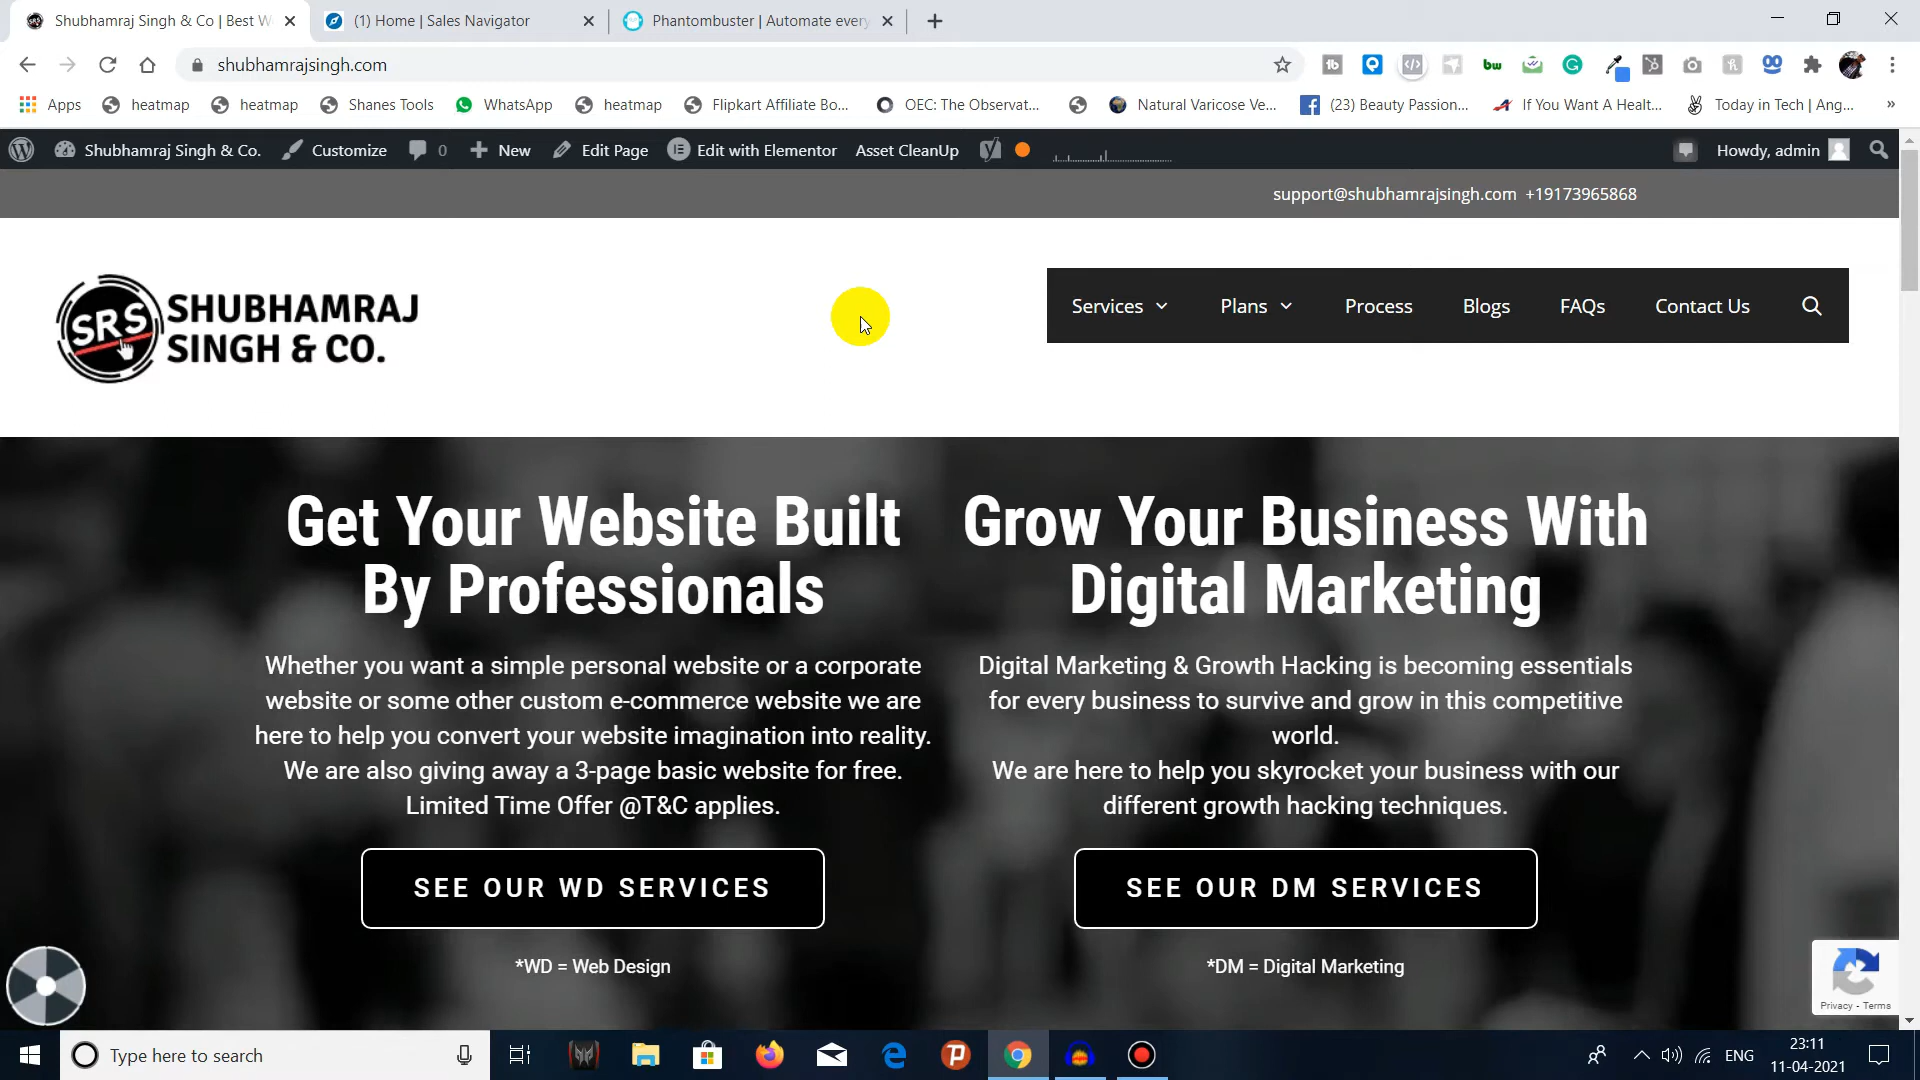 Shubhamraj Singh & Co | Best W
(1) Home | Sales Navigator
Phantombuster | Automate every
shubhamrajsingh.com
Apps
heatmap
heatmap
Shanes Tools
WhatsApp
heatmap
Flipkart Affiliate Bo...
OEC: The Observat...
Natural Varicose Ve...
(23) Beauty Passion...
If You Want A Healt...
Today in Tech | Ang...
»
Shubhamraj Singh & Co.
Customize
0
New
Edit Page
Edit with Elementor
Asset CleanUp
Howdy, admin
support@shubhamrajsingh.com +19173965868
SRS
SHUBHAMRAJ
SINGH & CO.
Services
Plans
Process
Blogs
FAQs
Contact Us
Get Your Website Built
By Professionals
Whether you want a simple personal website or a corporate
website or some other custom e-commerce website we are
here to help you convert your website imagination into reality.
We are also giving away a 3-page basic website for free.
Limited Time Offer @T&C applies.
SEE OUR WD SERVICES
*WD = Web Design
Grow Your Business With
Digital Marketing
Digital Marketing & Growth Hacking is becoming essentials
for every business to survive and grow in this competitive
world.
We are here to help you skyrocket your business with our
different growth hacking techniques.
SEE OUR DM SERVICES
*DM = Digital Marketing
Privacy - Terms
Type here to search
ENG
23:11
11-04-2021